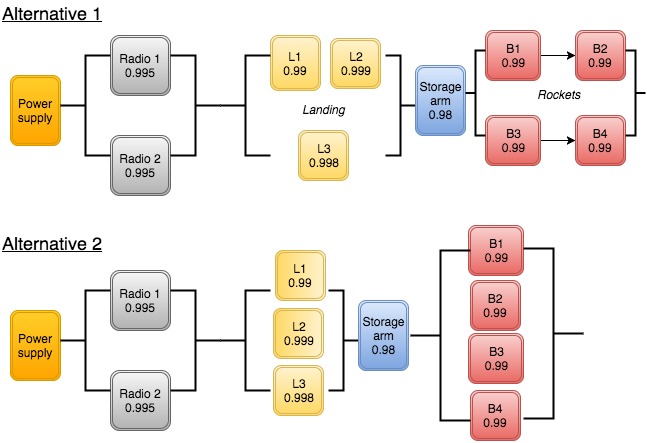 Alternative 1
Power
supply
Radio 1
0.995
Radio 2
0.995
L1
0.99
L2
0.999
Landing
L3
0.998
Storage
arm
0.98
B1
0.99
B2
0.99
Rockets
B3
0.99
B4
0.99
Alternative 2
Power
supply
Radio 1
0.995
Radio 2
0.995
L1
0.99
L2
0.999
L3
0.998
Storage
arm
0.98
B1
0.99
B2
0.99
B3
0.99
B4
0.99